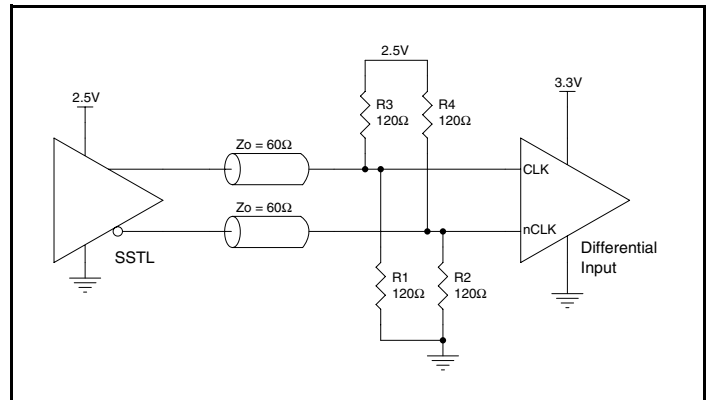 2.5V
3.3V
2.5V
R3
120Ω
R4
120Ω
Zo = 60Ω
CLK
Zo = 60Ω
nCLK
SSTL
Differential
Input
R1
120Ω
R2
120Ω